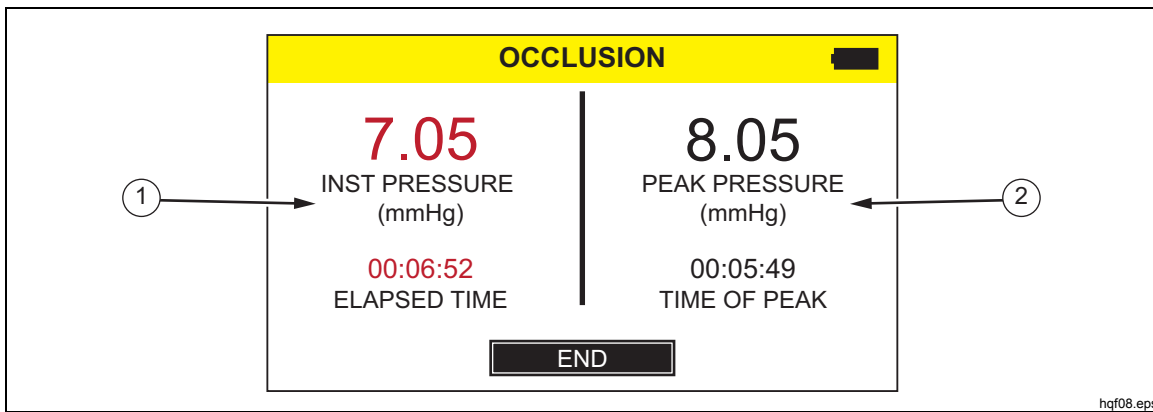 OCCLUSION
7.05
INST PRESSURE
(mmHg)
00:06:52
ELAPSED TIME
8.05
PEAK PRESSURE
(mmHg)
00:05:49
TIME OF PEAK
END
1
2
hqf08.eps